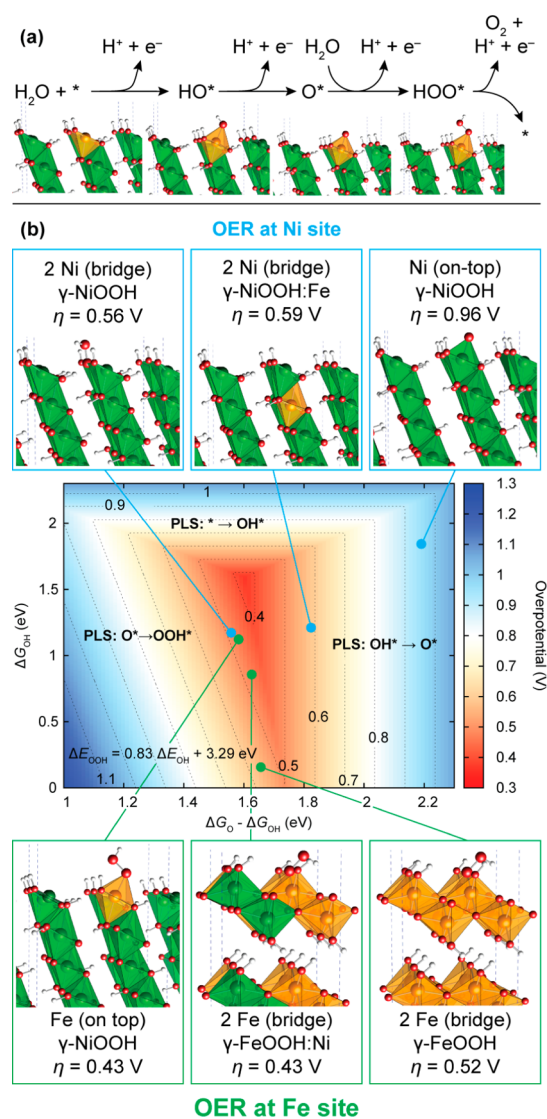 (a)
O₂ +
H⁺ + e⁻
H⁺ + e⁻
H₂O
H⁺ + e⁻
H⁺ + e⁻
H₂O + *
HO*
O*
HOO*
*
(b)
OER at Ni site
2 Ni (bridge)
γ-NiOOH
η = 0.56 V
2 Ni (bridge)
γ-NiOOH:Fe
η = 0.59 V
Ni (on-top)
γ-NiOOH
η = 0.96 V
ΔG_OH (eV)
2
1.5
1
0.5
0
0.9
1
PLS: * → OH*
0.4
PLS: O*→OOH*
PLS: OH* → O*
0.6
0.8
ΔE_OOH = 0.83 ΔE_OH + 3.29 eV
0.5
0.7
1.1
1
1.2
1.4
1.6
1.8
2
2.2
ΔG_O - ΔG_OH (eV)
1.3
1.2
1.1
1.0
0.9
0.8
0.7
0.6
0.5
0.4
0.3
Overpotential (V)
Fe (on top)
γ-NiOOH
η = 0.43 V
2 Fe (bridge)
γ-FeOOH:Ni
η = 0.43 V
2 Fe (bridge)
γ-FeOOH
η = 0.52 V
OER at Fe site